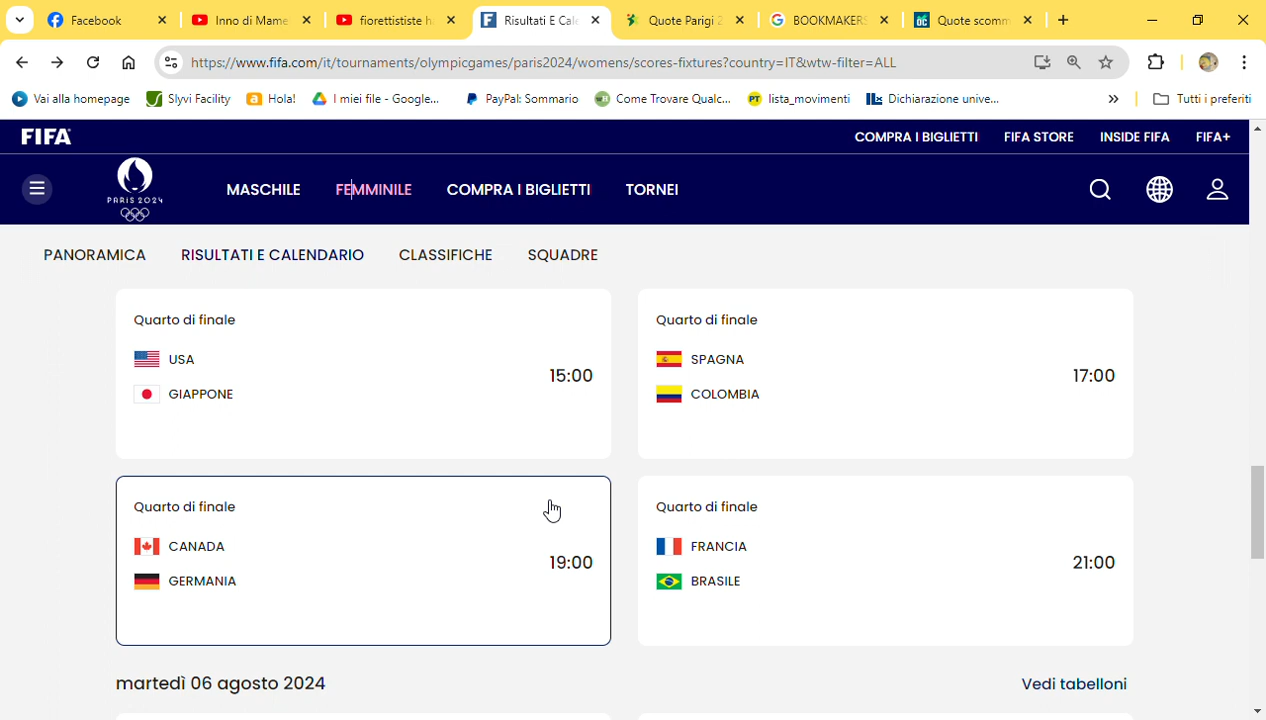 Facebook
Inno di Mame
fiorettististe h
Risultati E Cale
Quote Parigi 2
BOOKMAKERS
Quote scomm
https://www.fifa.com/it/tournaments/olympicgames/paris2024/womens/scores-fixtures?country=IT&wtw-filter=ALL
Vai alla homepage
Slyvi Facility
Hola!
I miei file - Google...
PayPal: Sommario
Come Trovare Qualc...
lista_movimenti
Dichiarazione unive...
»
Tutti i preferiti
FIFA
COMPRA I BIGLIETTI
FIFA STORE
INSIDE FIFA
FIFA+
PARIS 2024
MASCHILE
FEMMINILE
COMPRA I BIGLIETTI
TORNEI
PANORAMICA
RISULTATI E CALENDARIO
CLASSIFICHE
SQUADRE
Quarto di finale
USA
GIAPPONE
15:00
Quarto di finale
SPAGNA
COLOMBIA
17:00
Quarto di finale
CANADA
GERMANIA
19:00
Quarto di finale
FRANCIA
BRASILE
21:00
martedì 06 agosto 2024
Vedi tabelloni